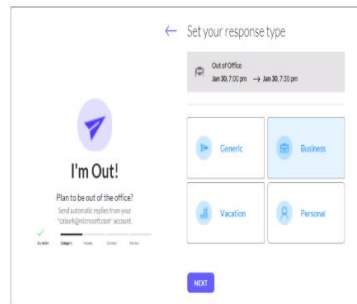 Set your response type
Out of Office
Jan 30, 7:00 pm → Jan 30, 7:30 pm
Generic
Business
Vacation
Personal
NEXT
I'm Out!
Plan to be out of the office?
Send automatic replies from your
account.